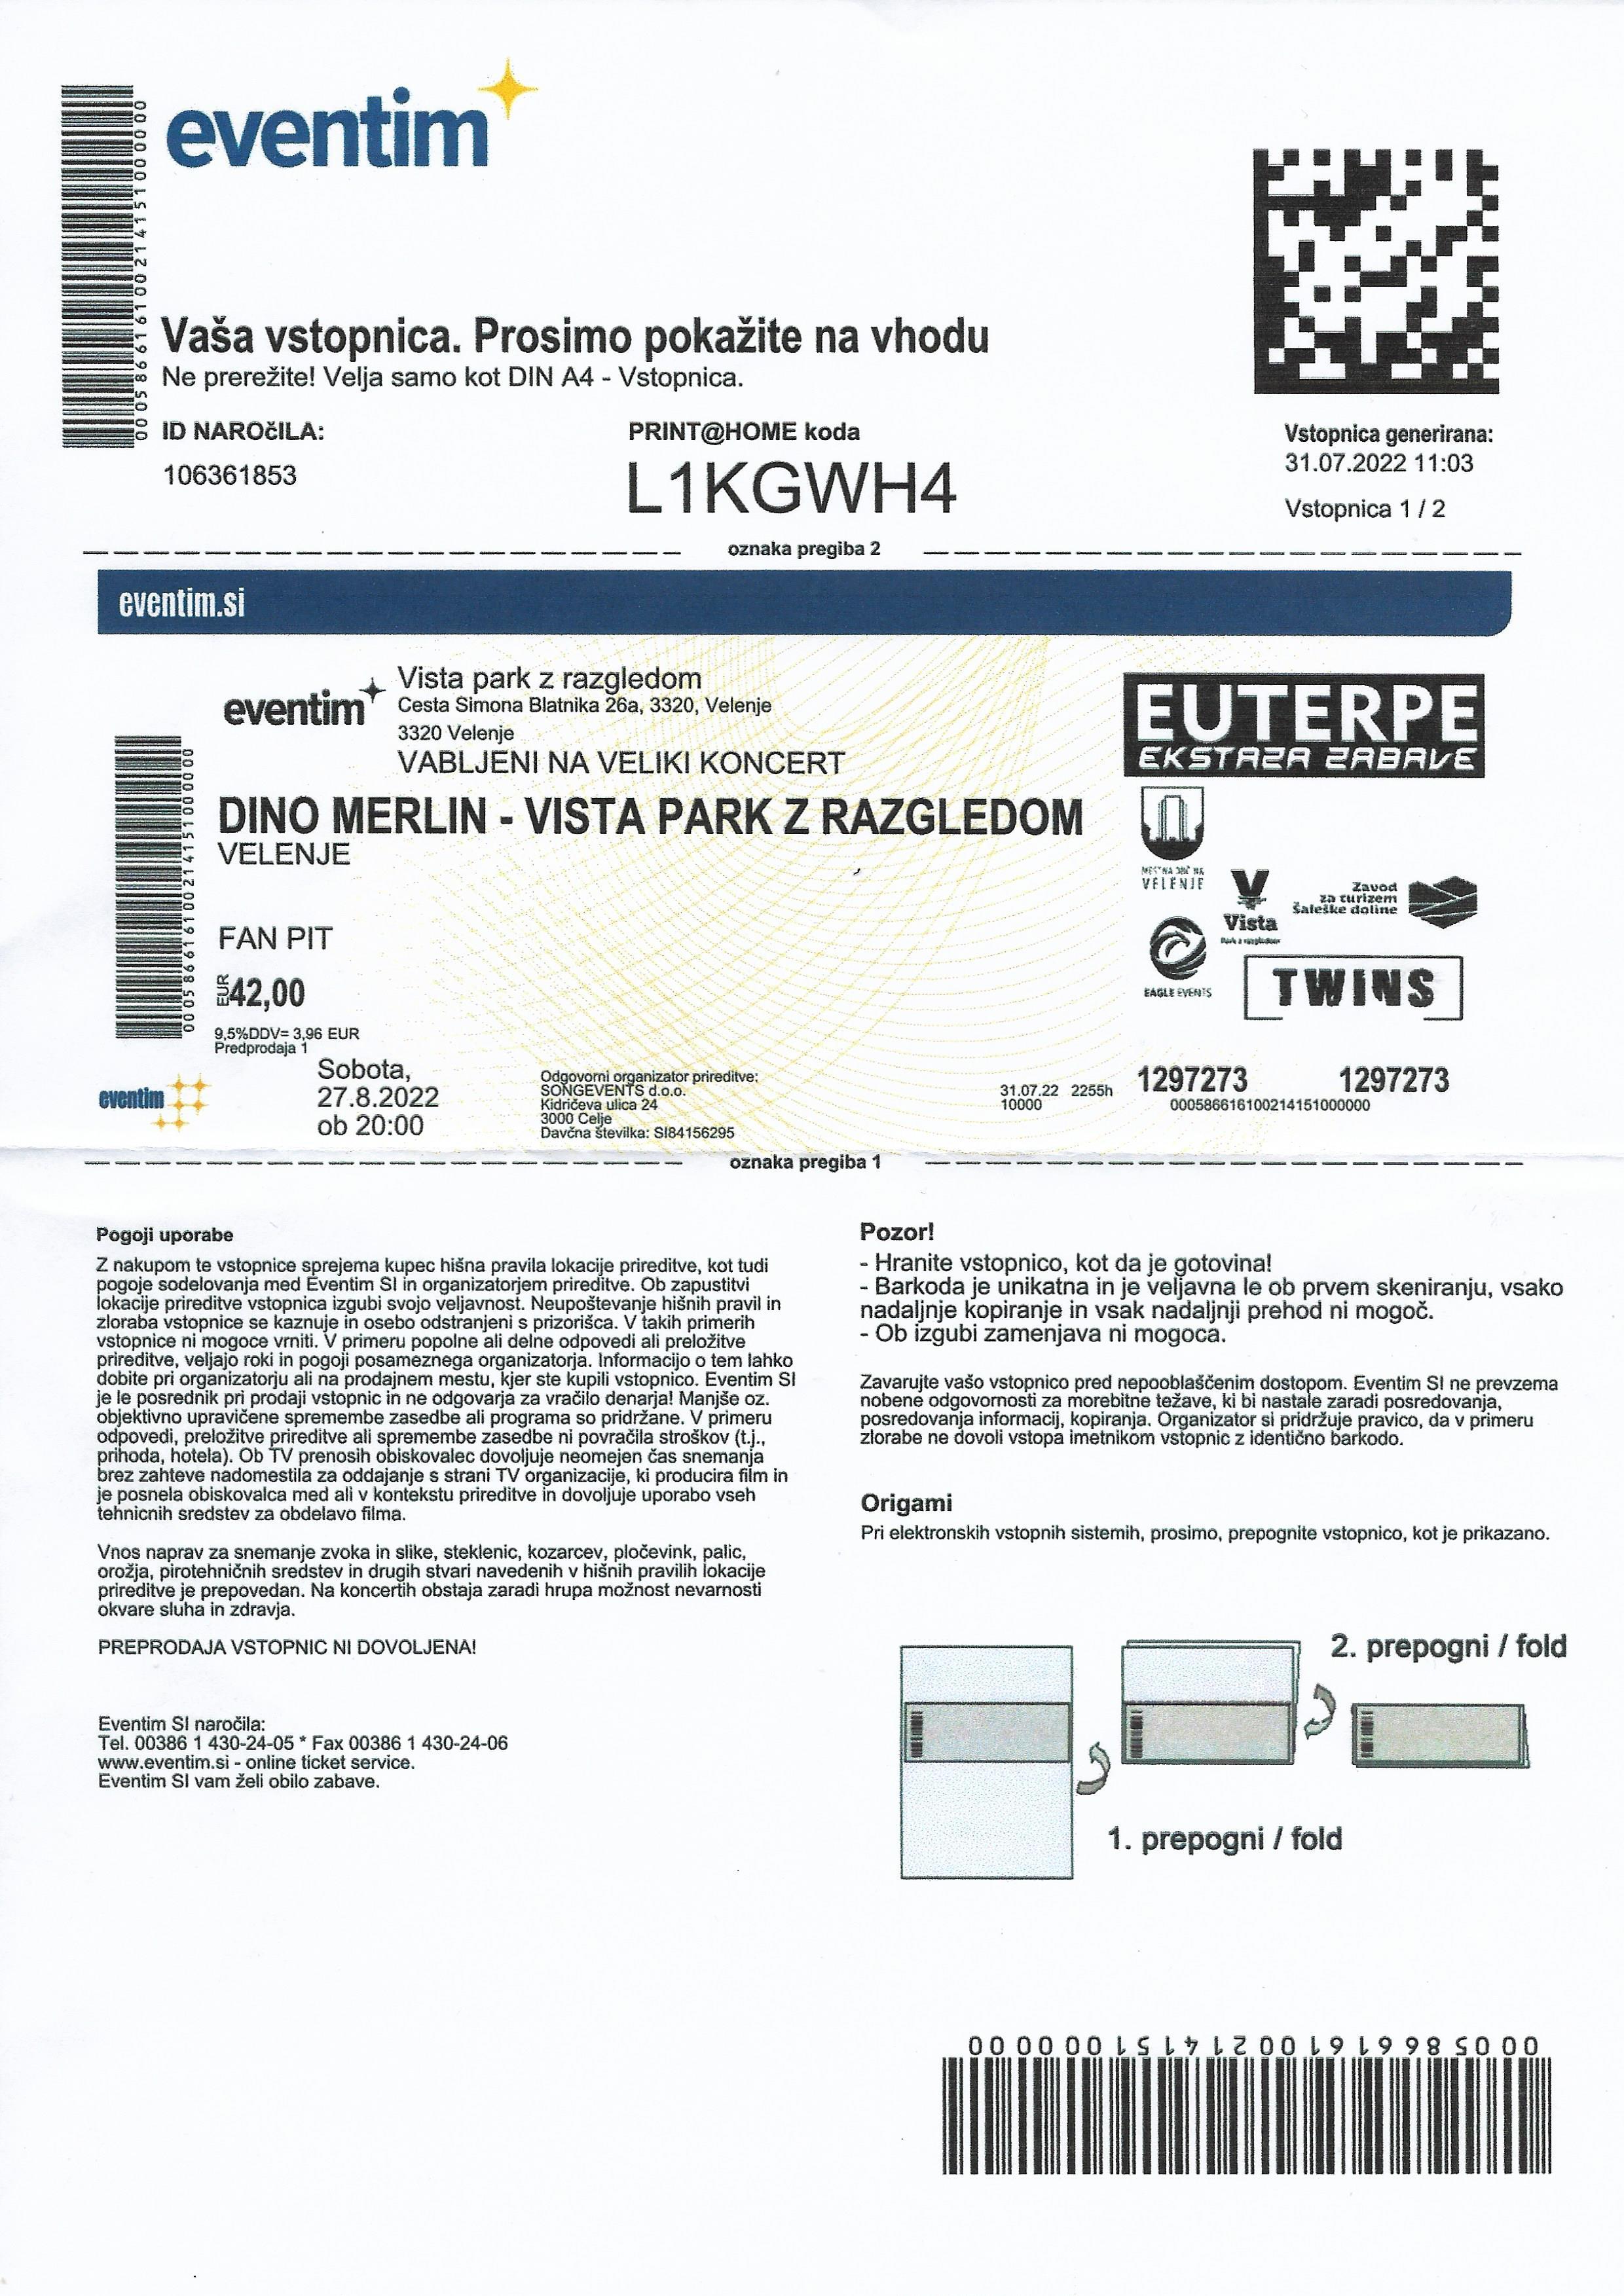 eventim
000586616100214151000000
Vaša vstopnica. Prosimo pokažite na vhodu
Ne prerežite! Velja samo kot DIN A4 - Vstopnica.
ID NAROčILA:
106361853
PRINT@HOME koda
L1KGWH4
Vstopnica generirana:
31.07.2022 11:03
Vstopnica 1 / 2
oznaka pregiba 2
eventim.si
eventim
Vista park z razgledom
Cesta Simona Blatnika 26a, 3320, Velenje
3320 Velenje
VABLJENI NA VELIKI KONCERT
DINO MERLIN - VISTA PARK Z RAZGLEDOM
VELENJE
000586616100214151000000
FAN PIT
EUR 42,00
9,5%DDV= 3,96 EUR
Predprodaja 1
eventim
Sobota,
27.8.2022
ob 20:00
Odgovorni organizator prireditve:
SONGEVENTS d.o.o.
Kidričeva ulica 24
3000 Celje
Davčna številka: SI84156295
31.07.22 2255h
10000
EUTERPE
EKSTAZA ZABAVE
MESTNA OBČINA
VELENJE
Vista
Park z razgledom
Zavod
za turizem
Šaleške doline
EAGLE EVENTS
TWINS
1297273 1297273
000586616100214151000000
oznaka pregiba 1
Pogoji uporabe
Z nakupom te vstopnice sprejema kupec hišna pravila lokacije prireditve, kot tudi
pogoje sodelovanja med Eventim SI in organizatorjem prireditve. Ob zapustitvi
lokacije prireditve vstopnica izgubi svojo veljavnost. Neupoštevanje hišnih pravil in
zloraba vstopnice se kaznuje in osebo odstranjeni s prizorišca. V takih primerih
vstopnice ni mogoce vrniti. V primeru popolne ali delne odpovedi ali preložitve
prireditve, veljajo roki in pogoji posameznega organizatorja. Informacijo o tem lahko
dobite pri organizatorju ali na prodajnem mestu, kjer ste kupili vstopnico. Eventim SI
je le posrednik pri prodaji vstopnic in ne odgovarja za vračilo denarja! Manjše oz.
objektivno upravičene spremembe zasedbe ali programa so pridržane. V primeru
odpovedi, preložitve prireditve ali spremembe zasedbe ni povračila stroškov (t.j.,
prihoda, hotela). Ob TV prenosih obiskovalec dovoljuje neomejen čas snemanja
brez zahteve nadomestila za oddajanje s strani TV organizacije, ki producira film in
je posnela obiskovalca med ali v kontekstu prireditve in dovoljuje uporabo vseh
tehnicnih sredstev za obdelavo filma.
Vnos naprav za snemanje zvoka in slike, steklenic, kozarcev, pločevink, palic,
orožja, pirotehničnih sredstev in drugih stvari navedenih v hišnih pravilih lokacije
prireditve je prepovedan. Na koncertih obstaja zaradi hrupa možnost nevarnosti
okvare sluha in zdravja.
PREPRODAJA VSTOPNIC NI DOVOLJENA!
Eventim SI naročila:
Tel. 00386 1 430-24-05 * Fax 00386 1 430-24-06
www.eventim.si - online ticket service.
Eventim SI vam želi obilo zabave.
Pozor!
- Hranite vstopnico, kot da je gotovina!
- Barkoda je unikatna in je veljavna le ob prvem skeniranju, vsako
nadaljnje kopiranje in vsak nadaljnji prehod ni mogoč.
- Ob izgubi zamenjava ni mogoca.
Zavarujte vašo vstopnico pred nepooblaščenim dostopom. Eventim SI ne prevzema
nobene odgovornosti za morebitne težave, ki bi nastale zaradi posredovanja,
posredovanja informacij, kopiranja. Organizator si pridržuje pravico, da v primeru
zlorabe ne dovoli vstopa imetnikom vstopnic z identično barkodo.
Origami
Pri elektronskih vstopnih sistemih, prosimo, prepognite vstopnico, kot je prikazano.
2. prepogni / fold
1. prepogni / fold
000586616100214151000000